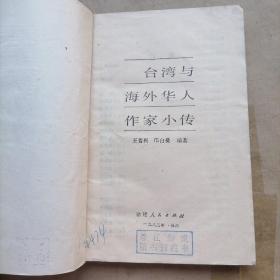 台湾与
海外华人
作家小传
王晋民 邝白曼 编著
福建人民出版社
一九八三年·福州